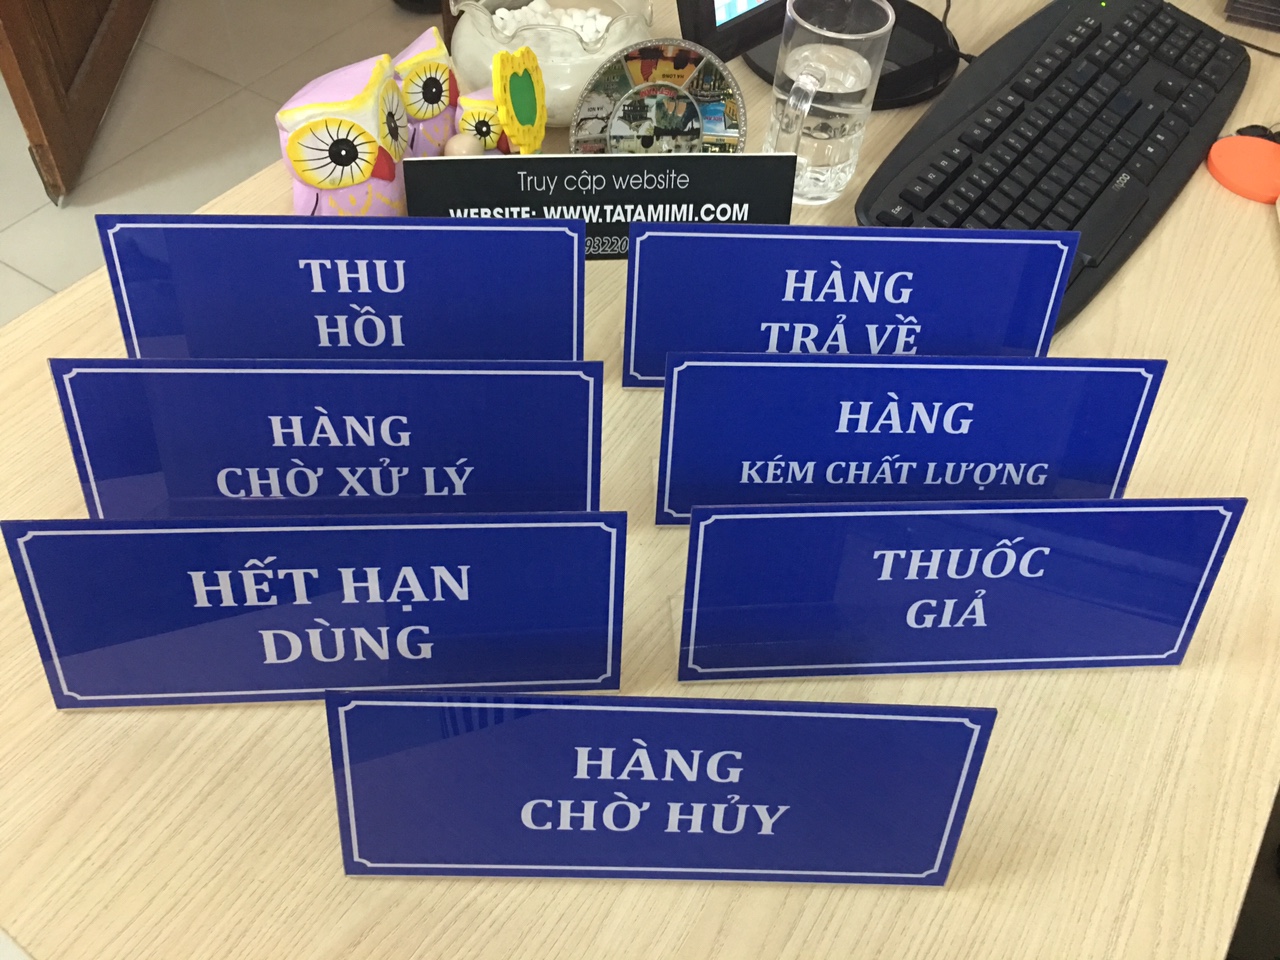 Truy cập website
WEBSITE: WWW.TATAMIMI.COM
93220
THU
HỒI
HÀNG
TRẢ VỀ
HÀNG
CHỜ XỬ LÝ
HÀNG
KÉM CHẤT LƯỢNG
HẾT HẠN
DÙNG
THUỐC
GIẢ
HÀNG
CHỜ HỦY